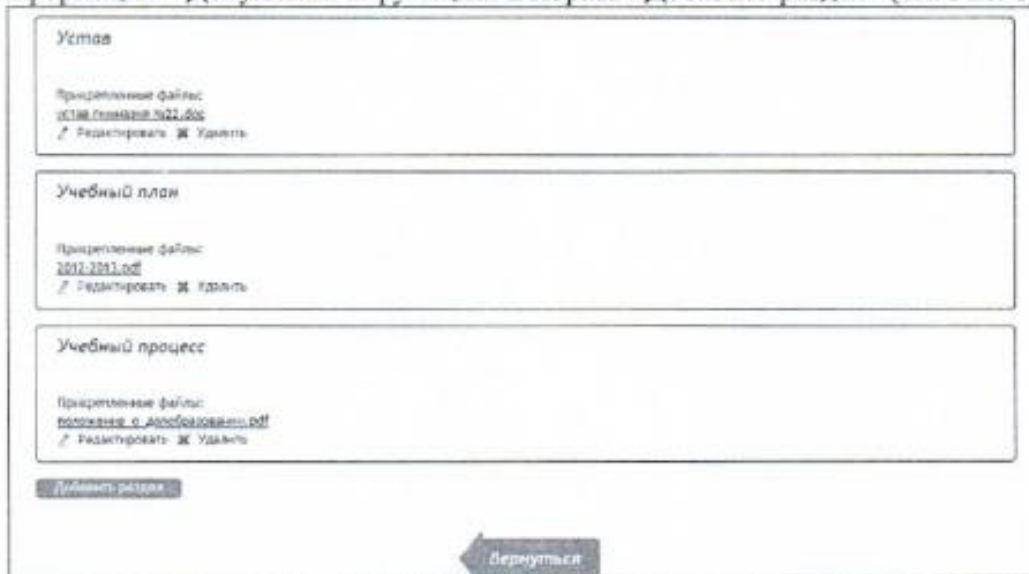 Устав
Прикрепленные файлы:
устав гимназия №22.doc
Редактировать Удалить
Учебный план
Прикрепленные файлы:
2012-2013.pdf
Редактировать Удалить
Учебный процесс
Прикрепленные файлы:
положение_о_допобразовании.pdf
Редактировать Удалить
Добавить раздел
Вернуться